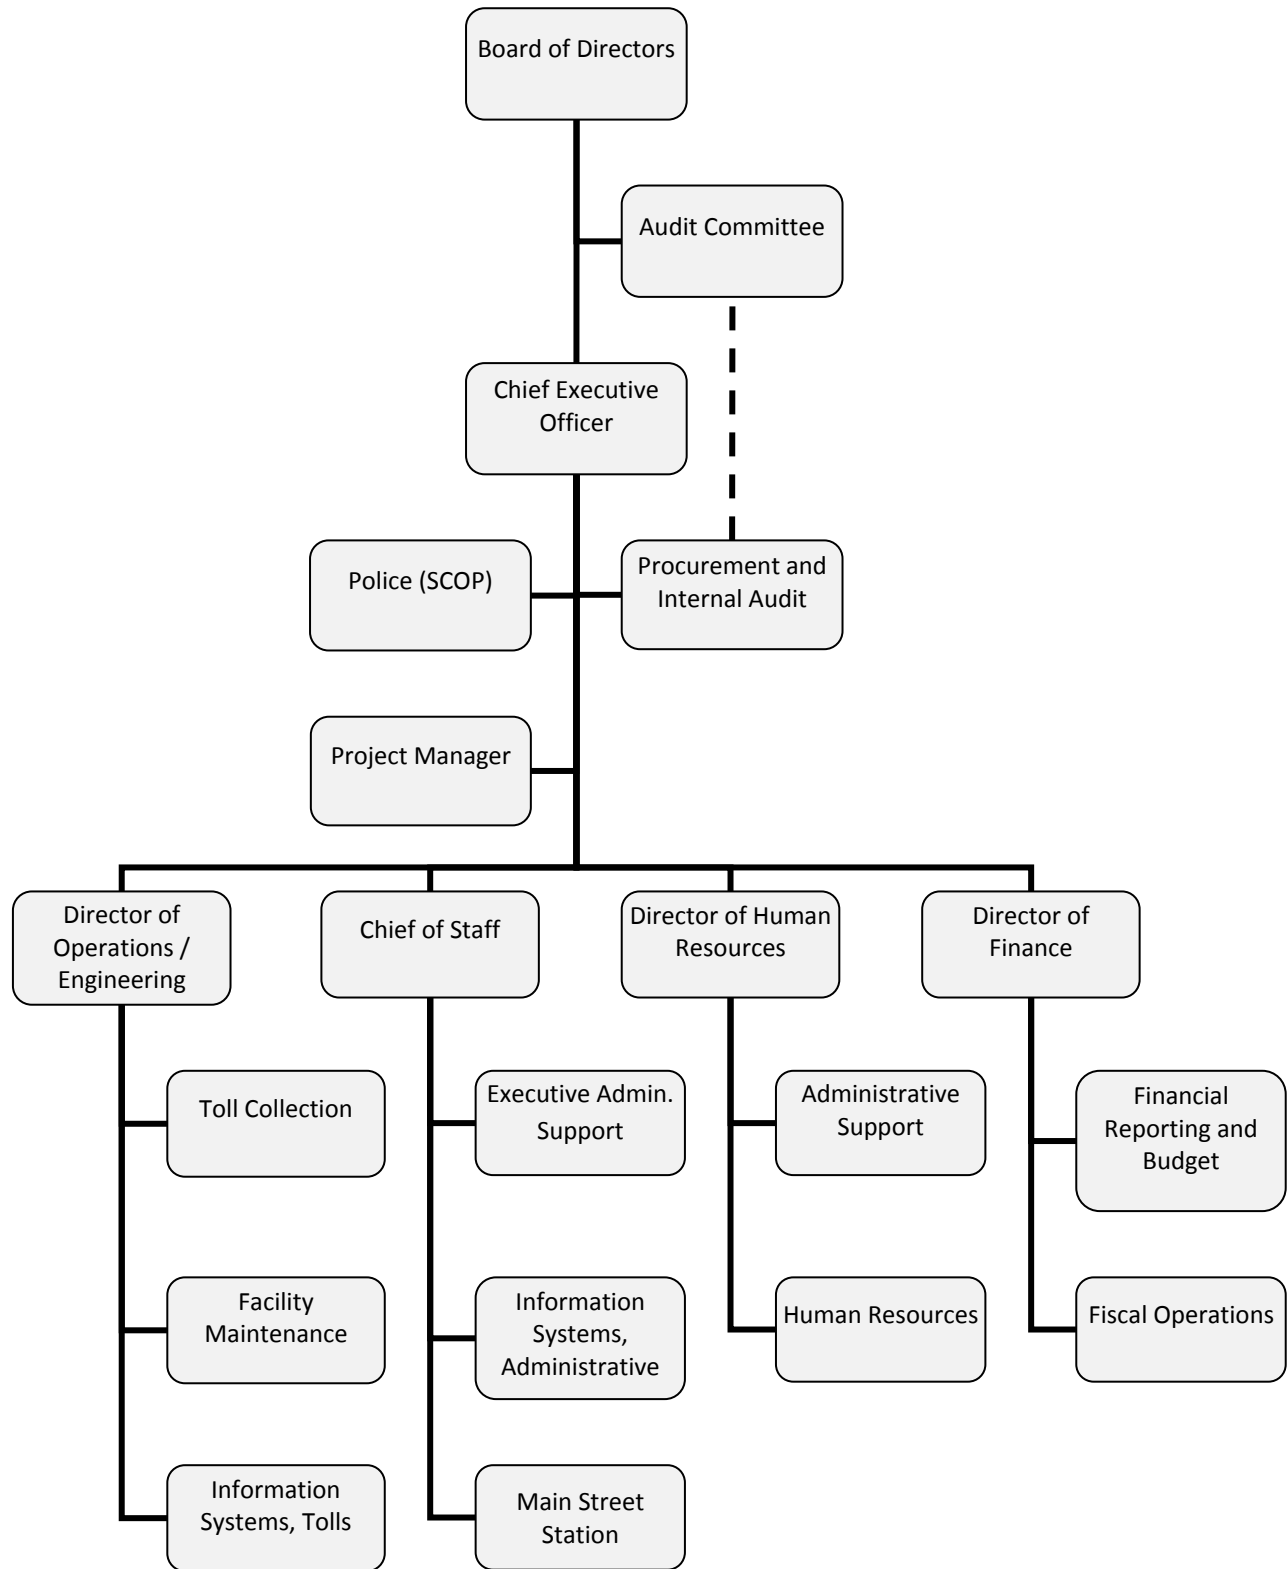 Board of Directors
Audit Committee
Chief Executive
Officer
Police (SCOP)
Procurement and
Internal Audit
Project Manager
Director of
Operations /
Engineering
Chief of Staff
Director of Human
Resources
Director of
Finance
Toll Collection
Executive Admin.
Support
Administrative
Support
Financial
Reporting and
Budget
Facility
Maintenance
Information
Systems,
Administrative
Human Resources
Fiscal Operations
Information
Systems, Tolls
Main Street
Station